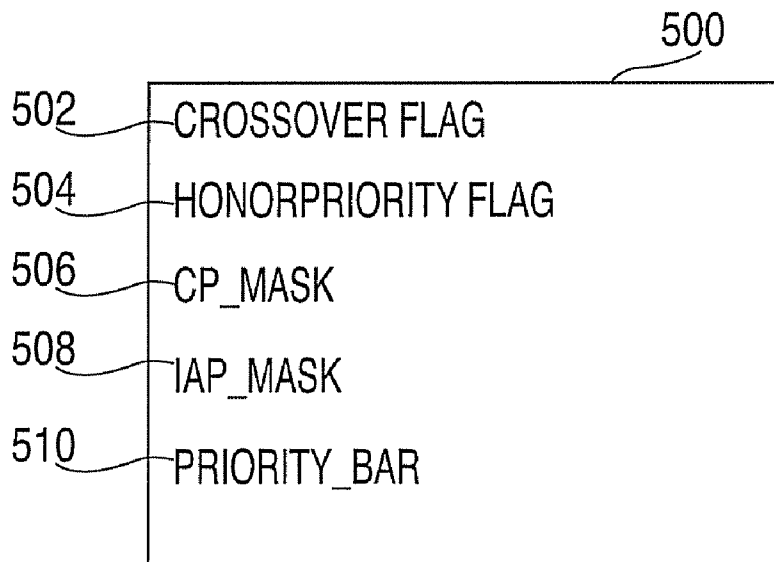 500
502 CROSSOVER FLAG
504 HONORPRIORITY FLAG
506 CP_MASK
508 IAP_MASK
510 PRIORITY_BAR